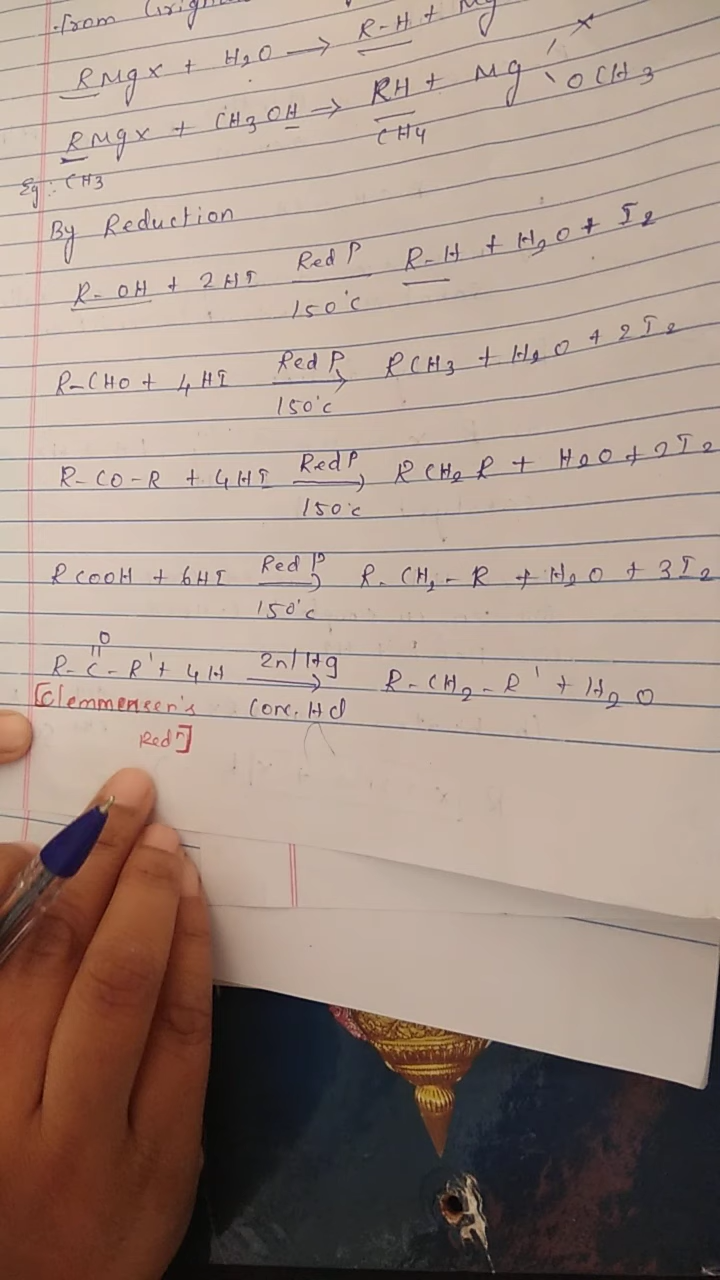 from Grign
RMgx + H2O → R-H + Mg
RMgx + CH3OH → RH + Mg X OCH3
Eg: CH3 CH4
By Reduction
R-OH + 2HI Red P 150°c R-H + H2O + I2
R-CHO + 4HI Red P → 150°c RCH3 + H2O + 2I2
R-CO-R + 4HI Red P → 150°c RCH2R + H2O + 2I2
RCOOH + 6HI Red P → 150°c R-CH2-R + H2O + 3I2
O
R-C-R' + 4H Zn/Hg → R-CH2-R' + H2O
[Clemmensen's Conc. Hcl
Redn]